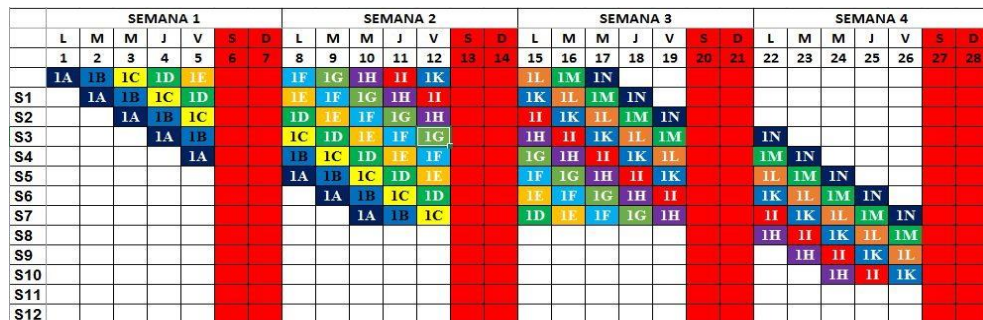 SEMANA 1 SEMANA 2 SEMANA 3 SEMANA 4
L M M J V S D L M M J V S D L M M J V S D L M M J V S D
1 2 3 4 5 6 7 8 9 10 11 12 13 14 15 16 17 18 19 20 21 22 23 24 25 26 27 28
1A 1B 1C 1D 1E 1F 1G 1H 1I 1K 1L 1M 1N
S1 1A 1B 1C 1D 1E 1F 1G 1H 1I 1K 1L 1M 1N
S2 1A 1B 1C 1D 1E 1F 1G 1H 1I 1K 1L 1M 1N
S3 1A 1B 1C 1D 1E 1F 1G 1H 1I 1K 1L 1M 1N
S4 1A 1B 1C 1D 1E 1F 1G 1H 1I 1K 1L 1M 1N
S5 1A 1B 1C 1D 1E 1F 1G 1H 1I 1K 1L 1M 1N
S6 1A 1B 1C 1D 1E 1F 1G 1H 1I 1K 1L 1M 1N
S7 1A 1B 1C 1D 1E 1F 1G 1H 1I 1K 1L 1M 1N
S8 1H 1I 1K 1L 1M
S9 1H 1I 1K 1L
S10 1H 1I 1K
S11
S12